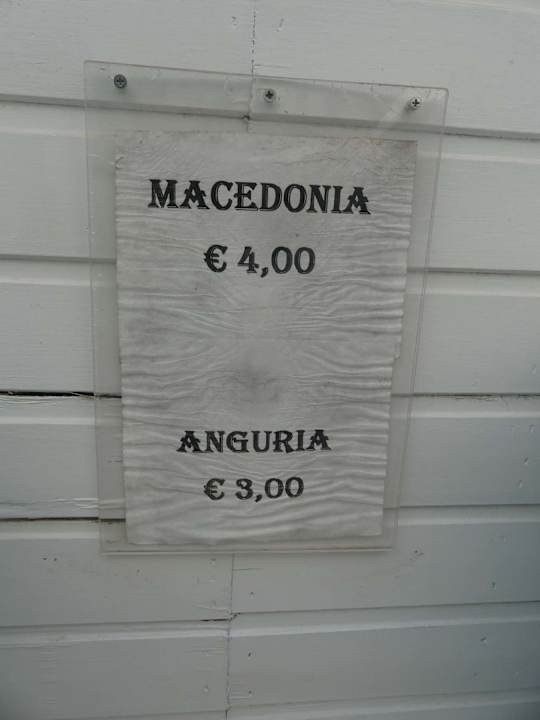 MACEDONIA
€ 4,00
ANGURIA
€ 3,00